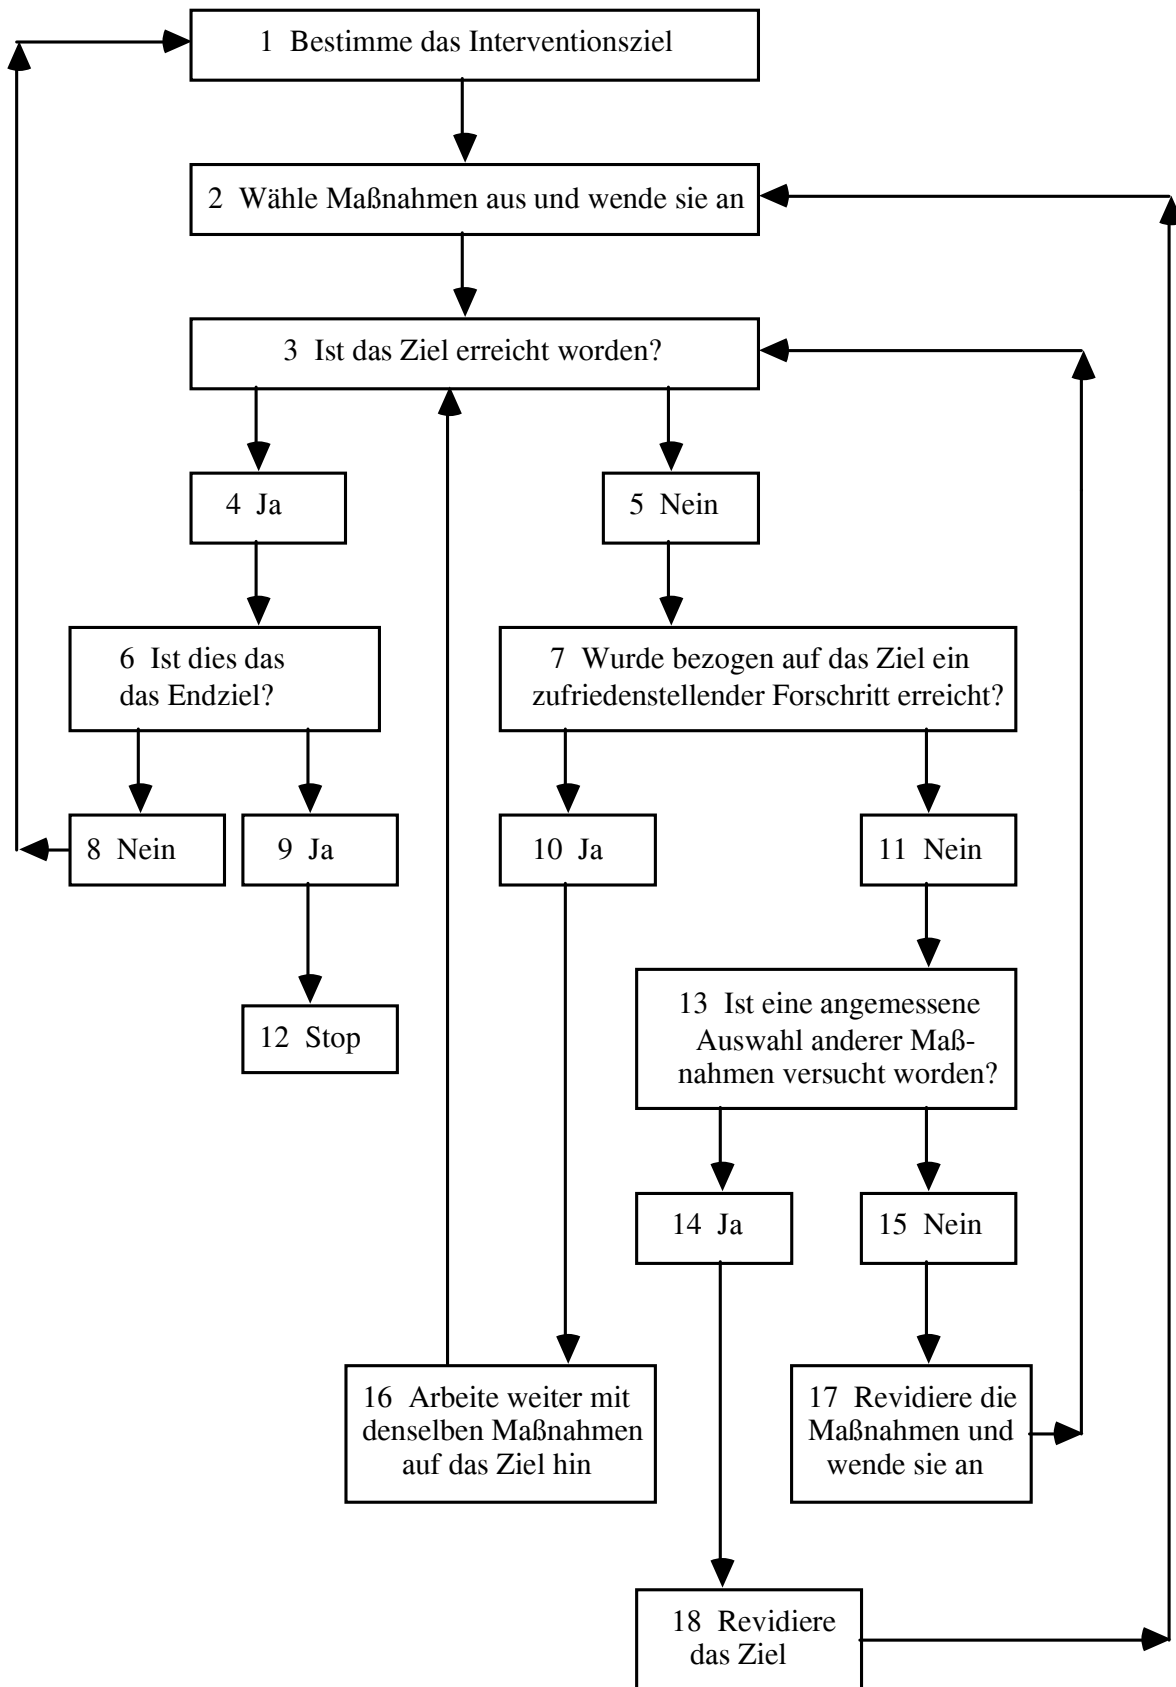 1 Bestimme das Interventionsziel
2 Wähle Maßnahmen aus und wende sie an
3 Ist das Ziel erreicht worden?
4 Ja
5 Nein
6 Ist dies das
das Endziel?
7 Wurde bezogen auf das Ziel ein
zufriedenstellender Forschritt erreicht?
8 Nein
9 Ja
10 Ja
11 Nein
12 Stop
13 Ist eine angemessene
Auswahl anderer Maß-
nahmen versucht worden?
14 Ja
15 Nein
16 Arbeite weiter mit
denselben Maßnahmen
auf das Ziel hin
17 Revidiere die
Maßnahmen und
wende sie an
18 Revidiere
das Ziel